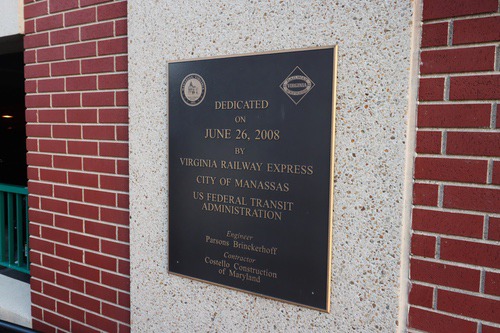 VIRGINIA
DEDICATED
ON
JUNE 26, 2008
BY
VIRGINIA RAILWAY EXPRESS
CITY OF MANASSAS
US FEDERAL TRANSIT
ADMINISTRATION
Engineer
Parsons Brinckerhoff
Contractor
Costello Construction
of Maryland